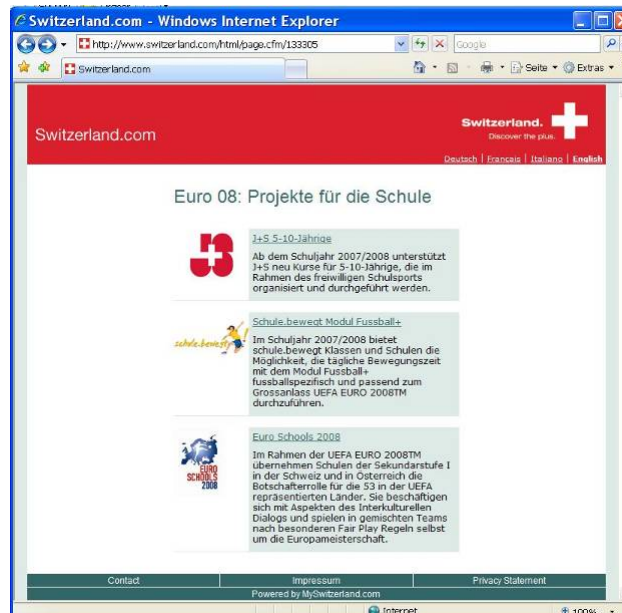 Switzerland.com - Windows Internet Explorer
http://www.switzerland.com/html/page.cfm/133305
Google
Switzerland.com
Seite
Extras
Switzerland.com
Switzerland.
Discover the plus.
Deutsch | Français | Italiano | English
Euro 08: Projekte für die Schule
J+S 5-10-Jährige
Ab dem Schuljahr 2007/2008 unterstützt
J+S neu Kurse für 5-10-Jährige, die im
Rahmen des freiwilligen Schulsports
organisiert und durchgeführt werden.
schule.bewegt
Schule.bewegt Modul Fussball+
Im Schuljahr 2007/2008 bietet
schule.bewegt Klassen und Schulen die
Möglichkeit, die tägliche Bewegungszeit
mit dem Modul Fussball+
fussballspezifisch und passend zum
Grossanlass UEFA EURO 2008TM
durchzuführen.
EURO
SCHOOLS
2008
Euro Schools 2008
Im Rahmen der UEFA EURO 2008TM
übernehmen Schulen der Sekundarstufe I
in der Schweiz und in Österreich die
Botschafterrolle für die 53 in der UEFA
repräsentierten Länder. Sie beschäftigen
sich mit Aspekten des Interkulturellen
Dialogs und spielen in gemischten Teams
nach besonderen Fair Play Regeln selbst
um die Europameisterschaft.
Contact
Impressum
Privacy Statement
Powered by MySwitzerland.com
Internet
100%